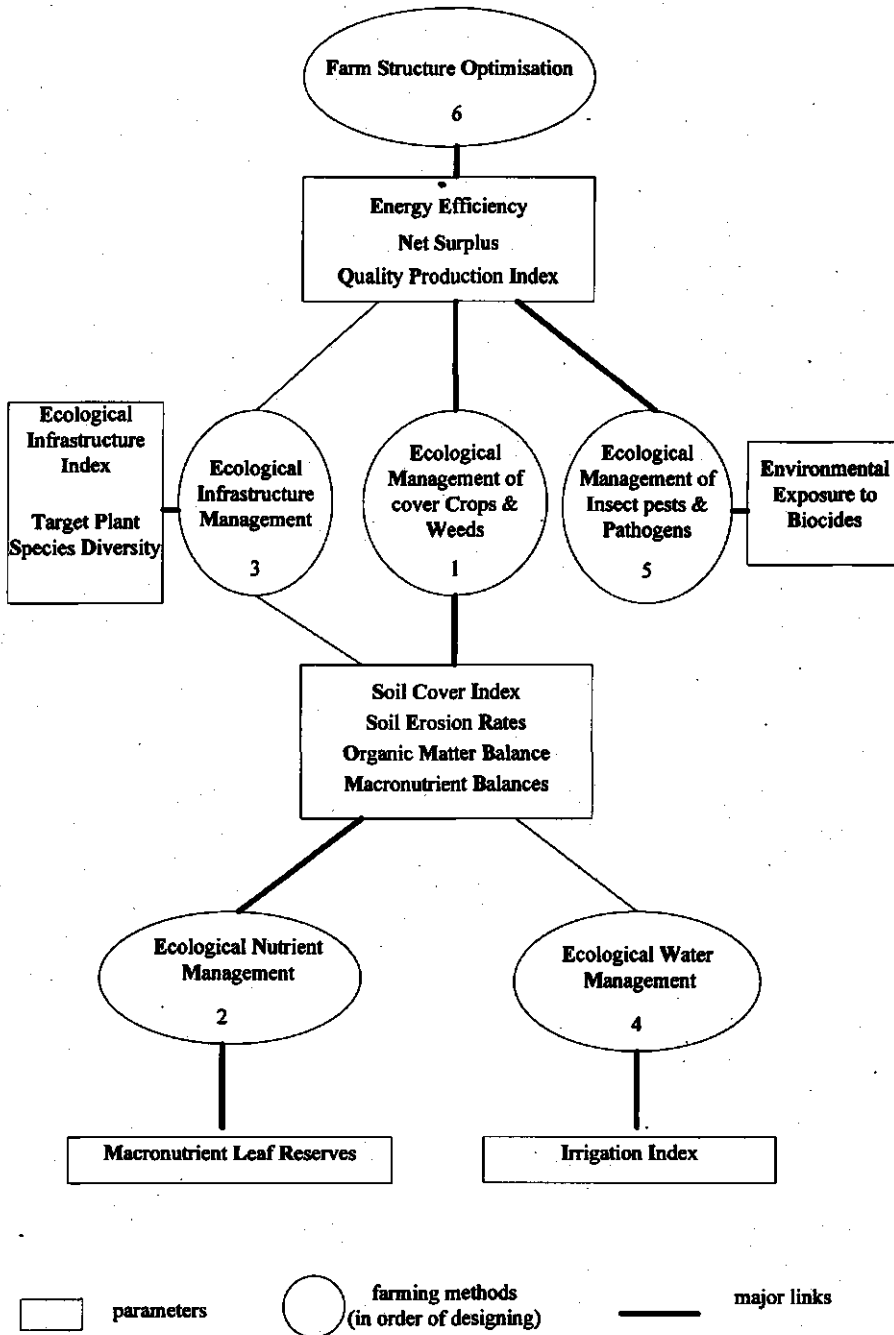 Farm Structure Optimisation
6
Energy Efficiency
Net Surplus
Quality Production Index
Ecological
Infrastructure
Index
Target Plant
Species Diversity
Ecological
Infrastructure
Management
3
Ecological
Management of
cover Crops &
Weeds
1
Ecological
Management of
Insect pests &
Pathogens
5
Environmental
Exposure to
Biocides
Soil Cover Index
Soil Erosion Rates
Organic Matter Balance
Macronutrient Balances
Ecological Nutrient
Management
2
Ecological Water
Management
4
Macronutrient Leaf Reserves
Irrigation Index
parameters
farming methods
(in order of designing)
major links